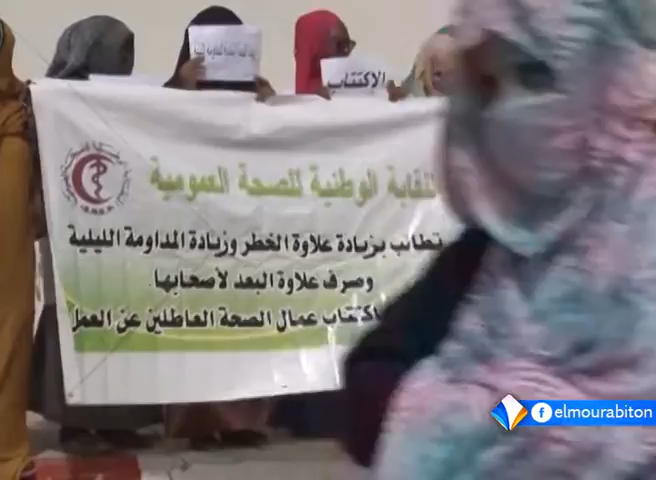 الاكتتاب
للنقابة الوطنية للصحة العمومية
تطالب بزيادة علاوة الخطر وزيادة المداومة الليلية
وصرف علاوة البعد لأصحابها.
اكتتاب عمال الصحة العاطلين عن العمل
elmourabiton